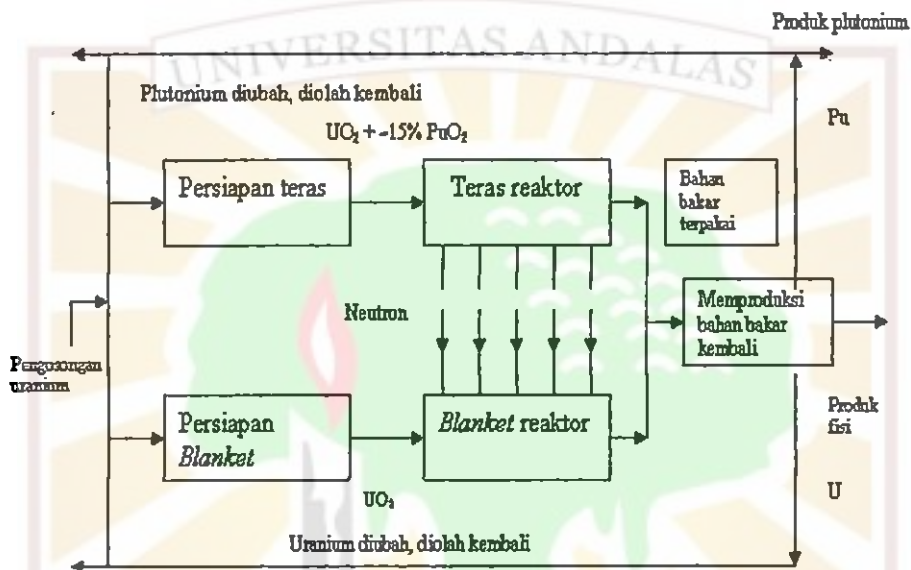 Produk plutonium
UNIVERSITAS ANDALAS
Plutonium diubah, diolah kembali
Pu
UO₂ + -15% PuO₂
Persiapan teras
Teras reaktor
Bahan
bakar
terpakai
Neutron
Memproduksi
bahan bakar
kembali
Pengosongan
uranium
Persiapan
Blanket
Blanket reaktor
Produk
fisi
UO₂
U
Uranium diubah, diolah kembali